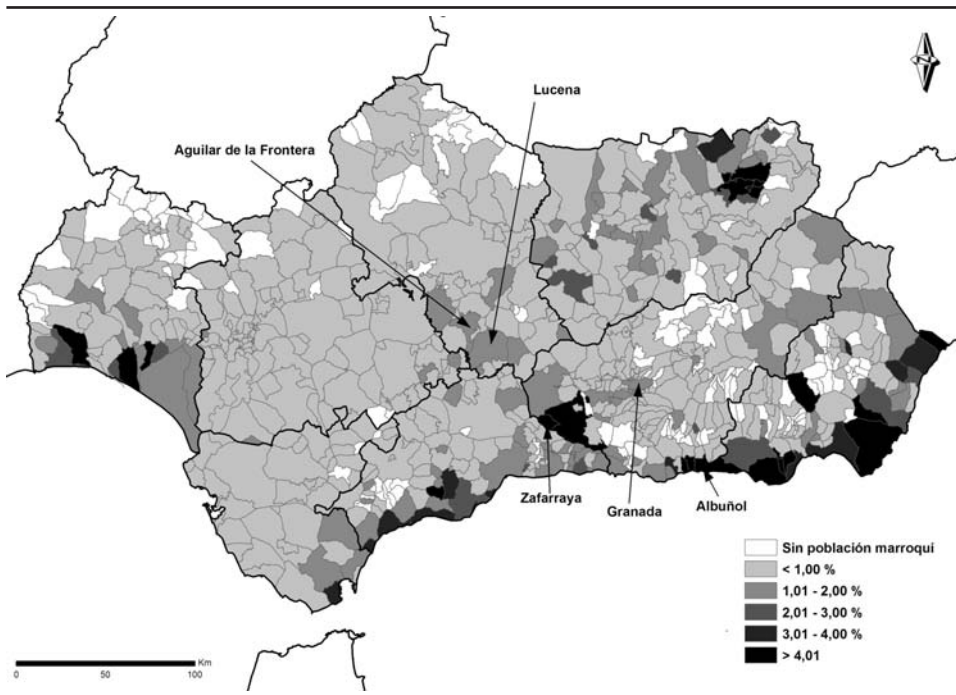 N
Lucena
Aguilar de la Frontera
Zafarraya
Granada
Albuñol
Sin población marroquí
< 1,00 %
1,01 - 2,00 %
2,01 - 3,00 %
3,01 - 4,00 %
> 4,01
Km
0 50 100